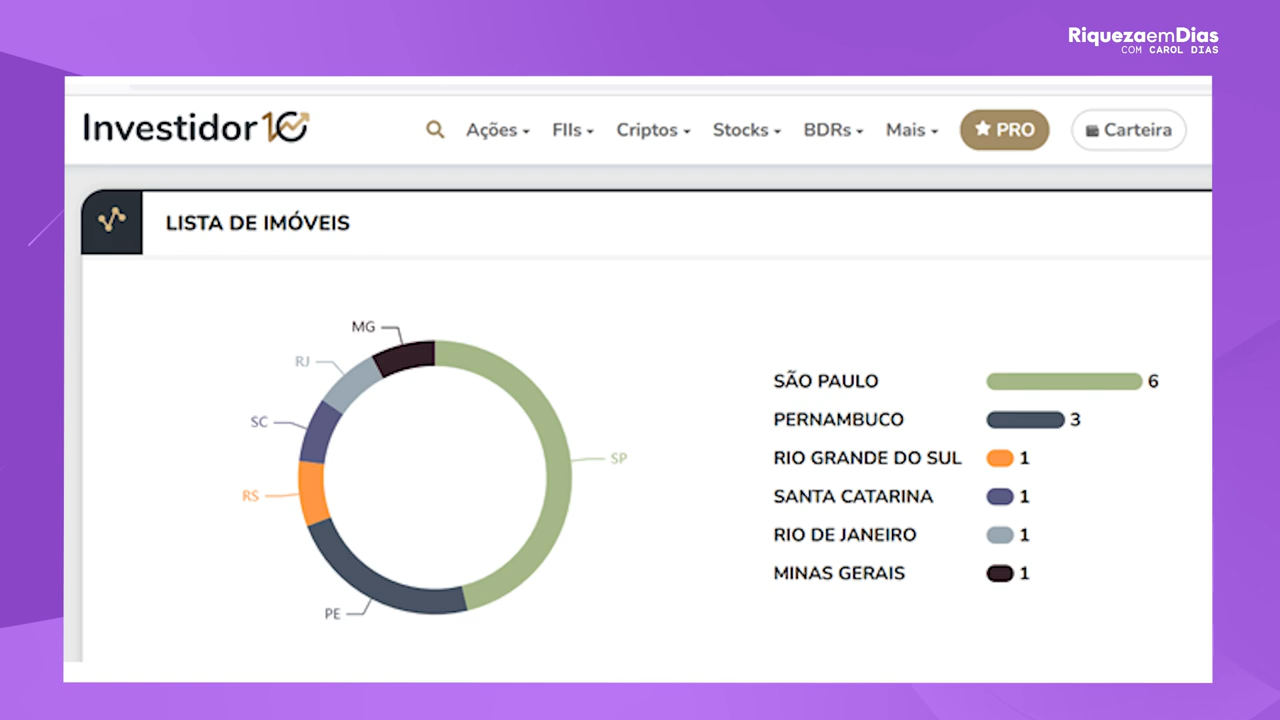 RiquezaemDias
COM CAROL DIAS
Investidor10
Ações
FIIs
Criptos
Stocks
BDRs
Mais
PRO
Carteira
LISTA DE IMÓVEIS
MG
RJ
SC
RS
PE
SP
SÃO PAULO 6
PERNAMBUCO 3
RIO GRANDE DO SUL 1
SANTA CATARINA 1
RIO DE JANEIRO 1
MINAS GERAIS 1